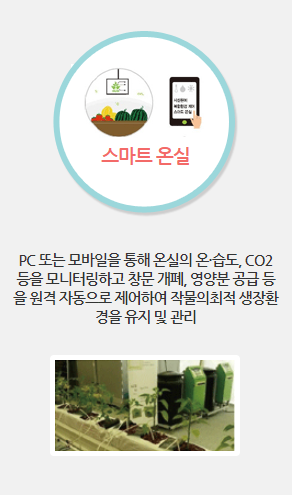 스마트 온실
PC 또는 모바일을 통해 온실의 온·습도, CO2
등을 모니터링하고 창문 개폐, 영양분 공급 등
을 원격 자동으로 제어하여 작물의최적 생장환
경을 유지 및 관리